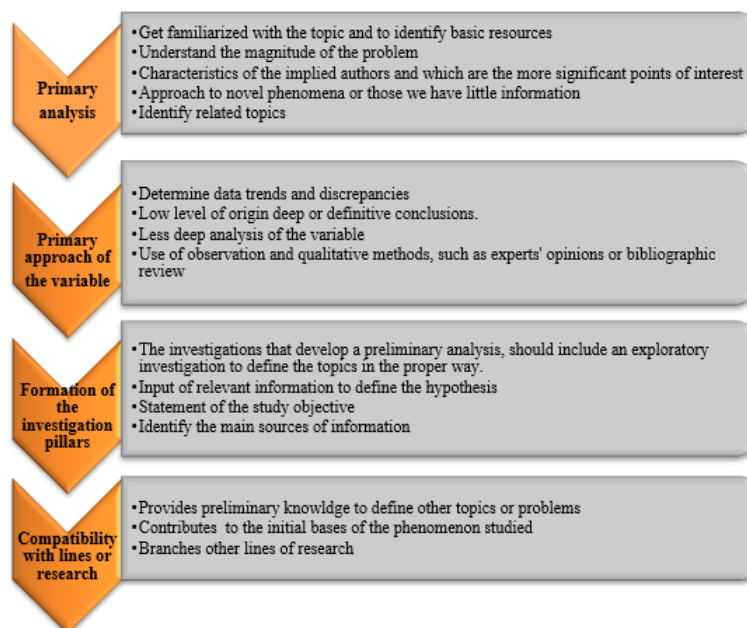 Primary
analysis
•Get familiarized with the topic and to identify basic resources
•Understand the magnitude of the problem
•Characteristics of the implied authors and which are the more significant points of interest
•Approach to novel phenomena or those we have little information
•Identify related topics
Primary
approach of
the variable
•Determine data trends and discrepancies
•Low level of origin deep or definitive conclusions.
•Less deep analysis of the variable
•Use of observation and qualitative methods, such as experts' opinions or bibliographic
review
Formation of
the
investigation
pillars
•The investigations that develop a preliminary analysis, should include an exploratory
investigation to define the topics in the proper way.
•Input of relevant information to define the hypothesis
•Statement of the study objective
•Identify the main sources of information
Compatibility
with lines or
research
•Provides preliminary knowldge to define other topics or problems
•Contributes to the initial bases of the phenomenon studied
•Branches other lines of research